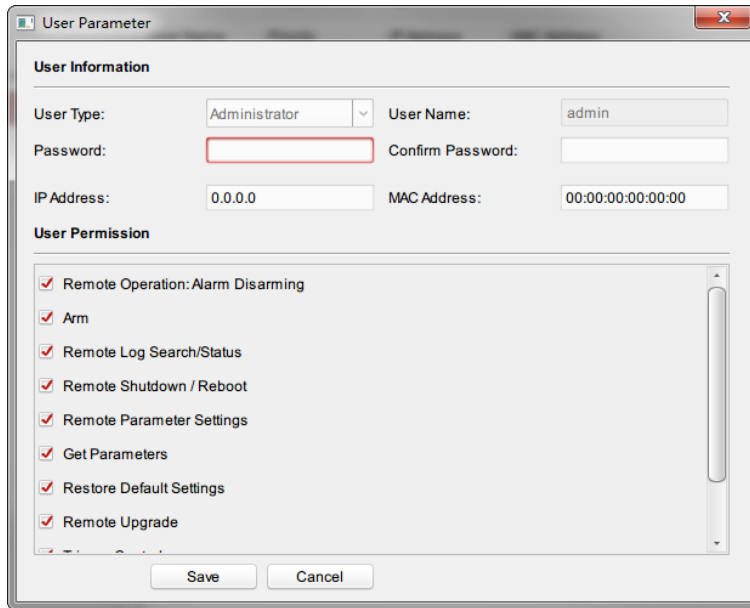 User Parameter
User Information
User Type: Administrator User Name: admin
Password: Confirm Password:
IP Address: 0.0.0.0 MAC Address: 00:00:00:00:00:00
User Permission
Remote Operation: Alarm Disarming
Arm
Remote Log Search/Status
Remote Shutdown / Reboot
Remote Parameter Settings
Get Parameters
Restore Default Settings
Remote Upgrade
Save Cancel